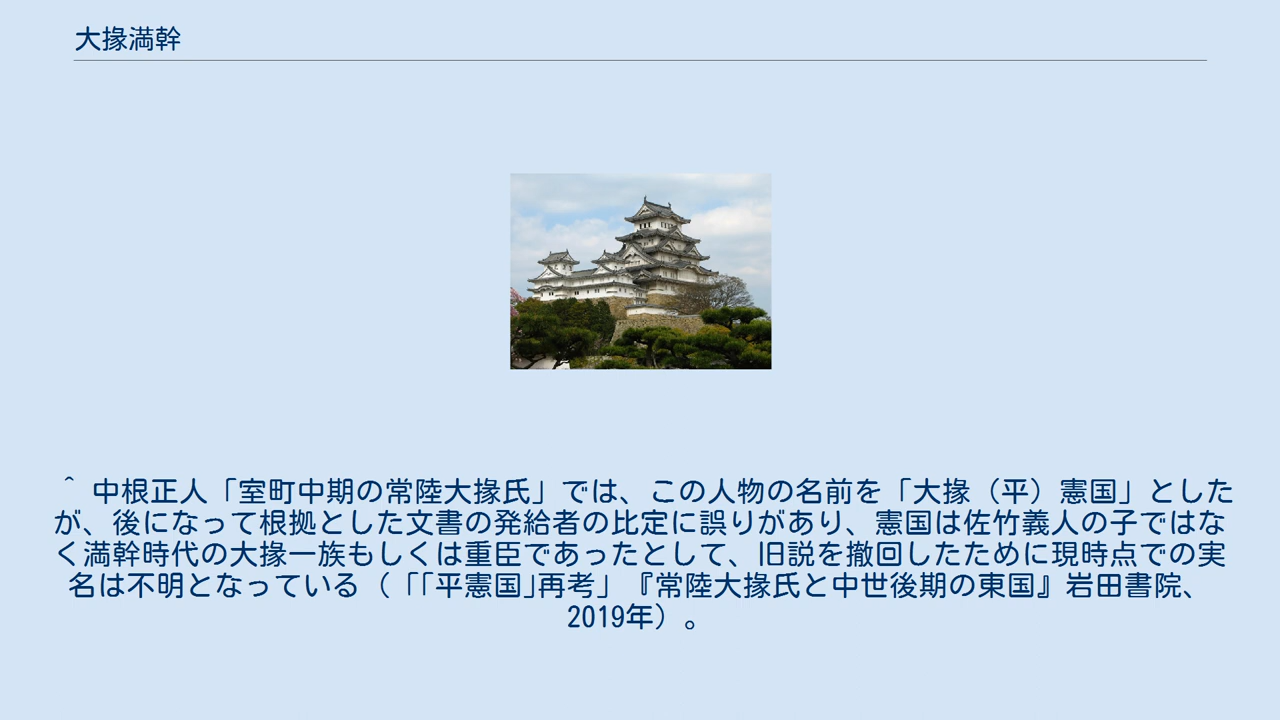 大掾満幹
^ 中根正人「室町中期の常陸大掾氏」では、この人物の名前を「大掾（平）憲国」とした
が、後になって根拠とした文書の発給者の比定に誤りがあり、憲国は佐竹義人の子ではな
く満幹時代の大掾一族もしくは重臣であったとして、旧説を撤回したために現時点での実
名は不明となっている（「｢平憲国｣再考」『常陸大掾氏と中世後期の東国』岩田書院、
2019年）。